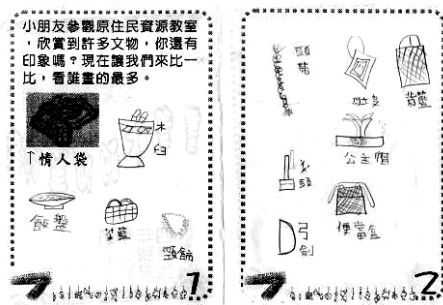 小朋友參觀原住民資源教室
，欣賞到許多文物，你還有
印象嗎？現在讓我們來比一
比，看誰畫的最多。
↑情人袋
木臼
飯盤
頸飾
1
頭帶
背籃
公主帽
弓劍
便當盒
2